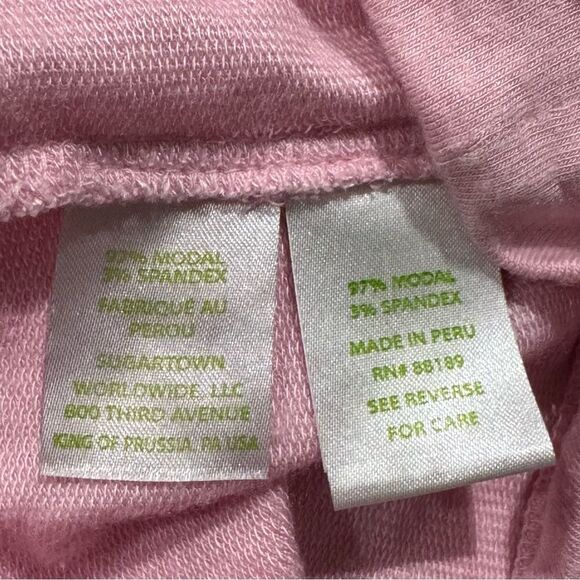 97% MODAL
3% SPANDEX
FABRIQUÉ AU
PEROU
SUGARTOWN
WORLDWIDE, LLC
800 THIRD AVENUE
KING OF PRUSSIA, PA USA
97% MODAL
3% SPANDEX
MADE IN PERU
RN# 88189
SEE REVERSE
FOR CARE